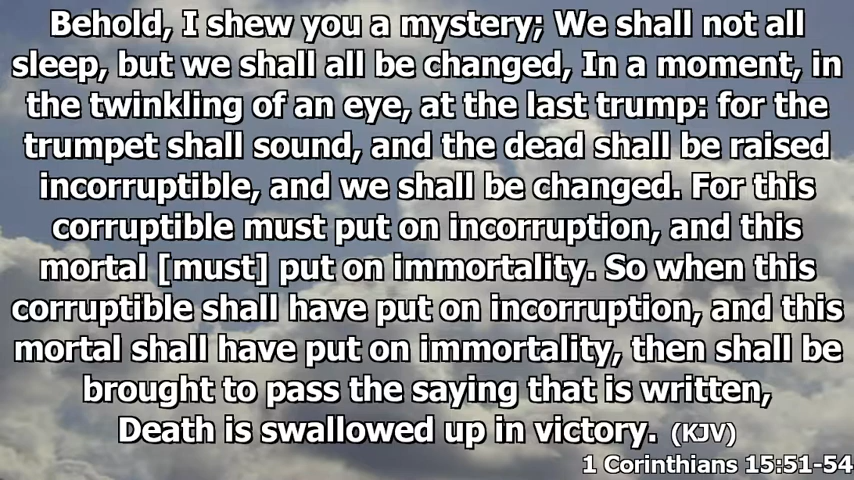 Behold, I shew you a mystery; We shall not all
sleep, but we shall all be changed, In a moment, in
the twinkling of an eye, at the last trump: for the
trumpet shall sound, and the dead shall be raised
incorruptible, and we shall be changed. For this
corruptible must put on incorruption, and this
mortal [must] put on immortality. So when this
corruptible shall have put on incorruption, and this
mortal shall have put on immortality, then shall be
brought to pass the saying that is written,
Death is swallowed up in victory. (KJV)
1 Corinthians 15:51-54